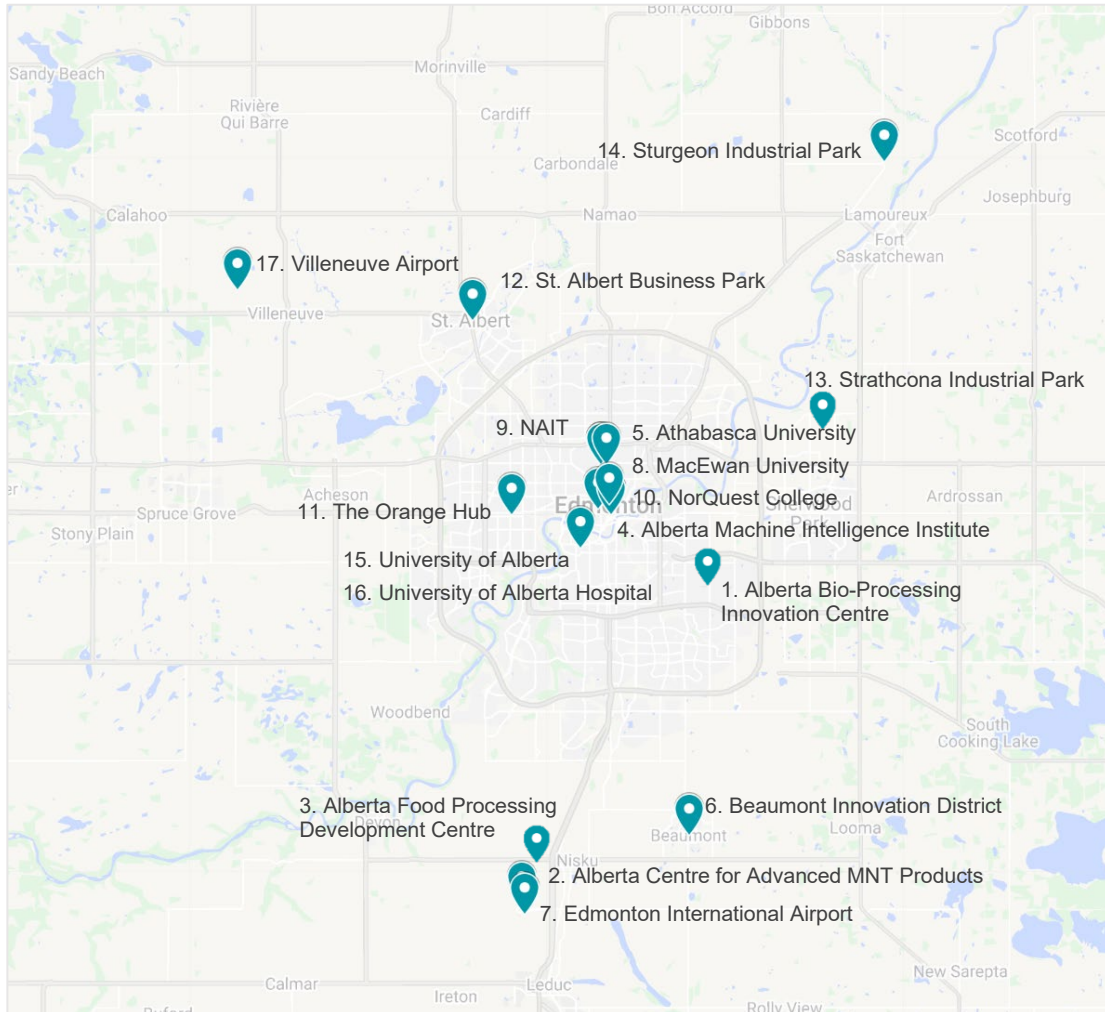 Bon Accord
Gibbons
Sandy Beach
Morinville
Rivière
Qui Barre
Cardiff
Scotford
14. Sturgeon Industrial Park
Carbondale
Josephburg
Calahoo
Namao
Lamoureux
Fort
Saskatchewan
17. Villeneuve Airport
12. St. Albert Business Park
Villeneuve
St. Albert
13. Strathcona Industrial Park
9. NAIT
5. Athabasca University
8. MacEwan University
Acheson
Ardrossan
Spruce Grove
11. The Orange Hub
Edmonton
10. NorQuest College
Sherwood
Park
Stony Plain
4. Alberta Machine Intelligence Institute
15. University of Alberta
16. University of Alberta Hospital
1. Alberta Bio-Processing
Innovation Centre
Woodbend
South
Cooking Lake
3. Alberta Food Processing
Development Centre
Devon
6. Beaumont Innovation District
Beaumont
Looma
Nisku
2. Alberta Centre for Advanced MNT Products
7. Edmonton International Airport
New Sarepta
Calmar
Leduc
Ireton
Rolly View
Buford